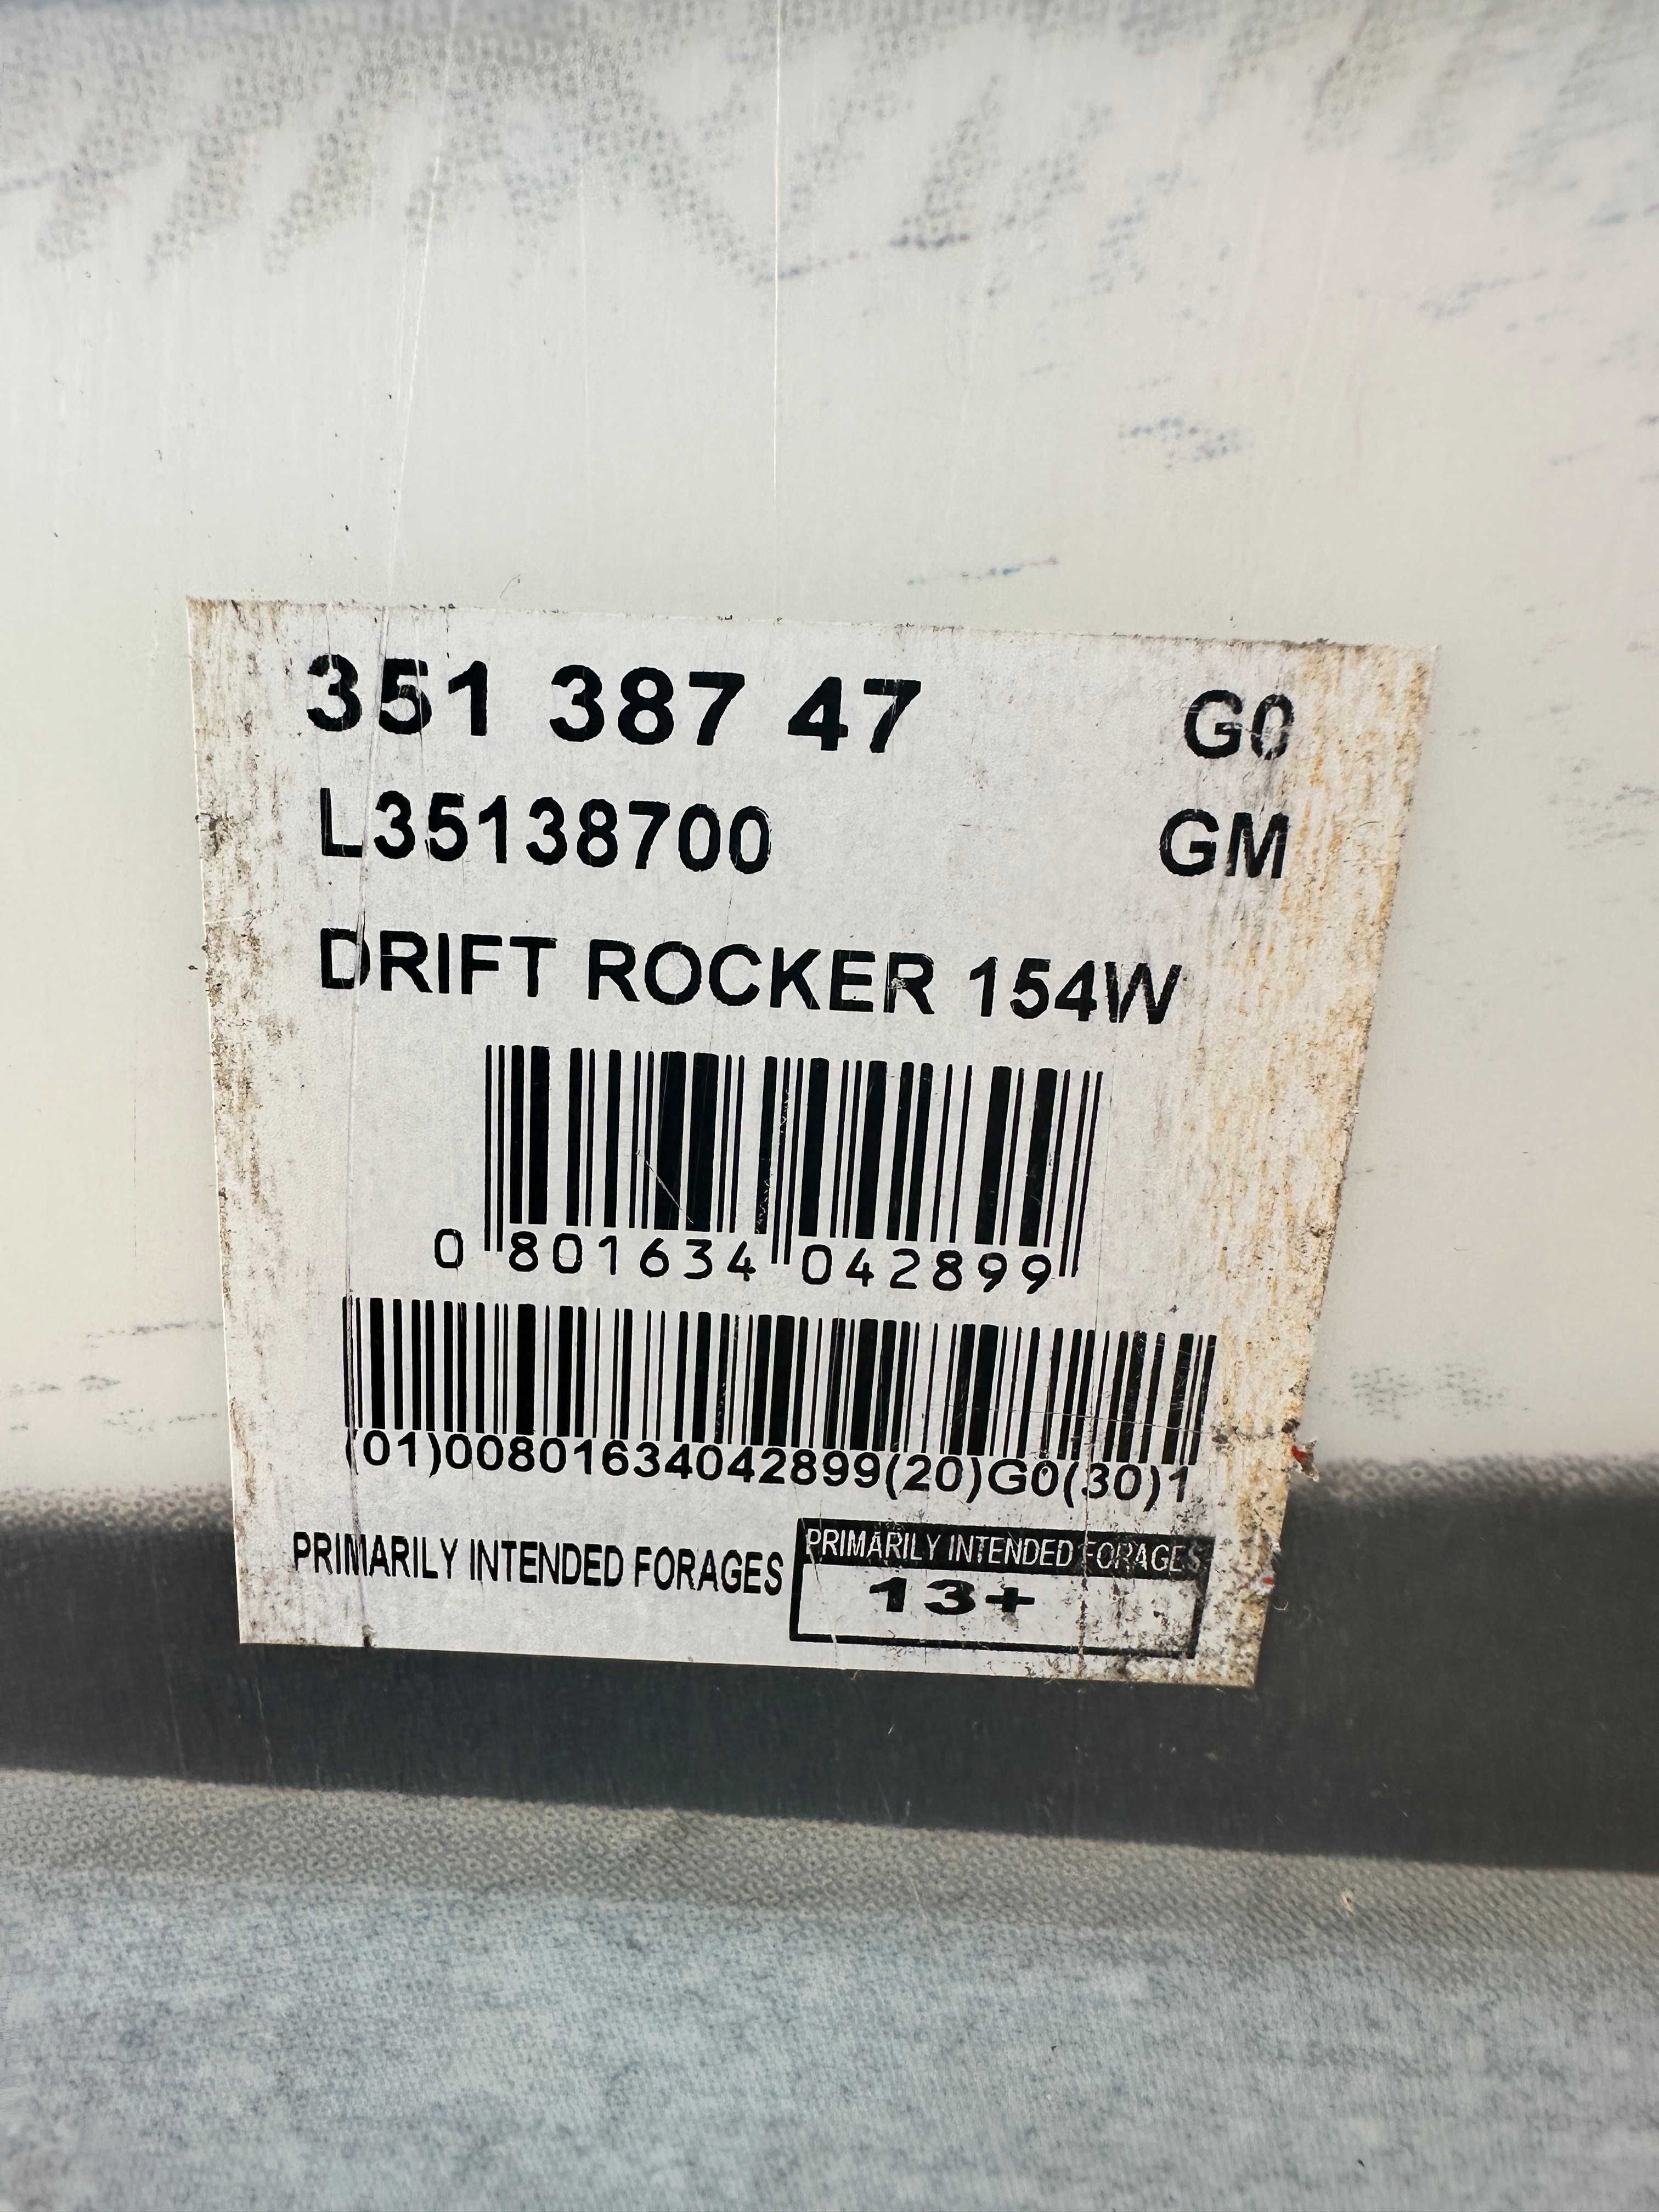 351 387 47 G0
L35138700 GM
DRIFT ROCKER 154W
0 801634 042899
(01)00801634042899(20)G0(30)1
PRIMARILY INTENDED FORAGES
PRIMARILY INTENDED FORAGES
13+